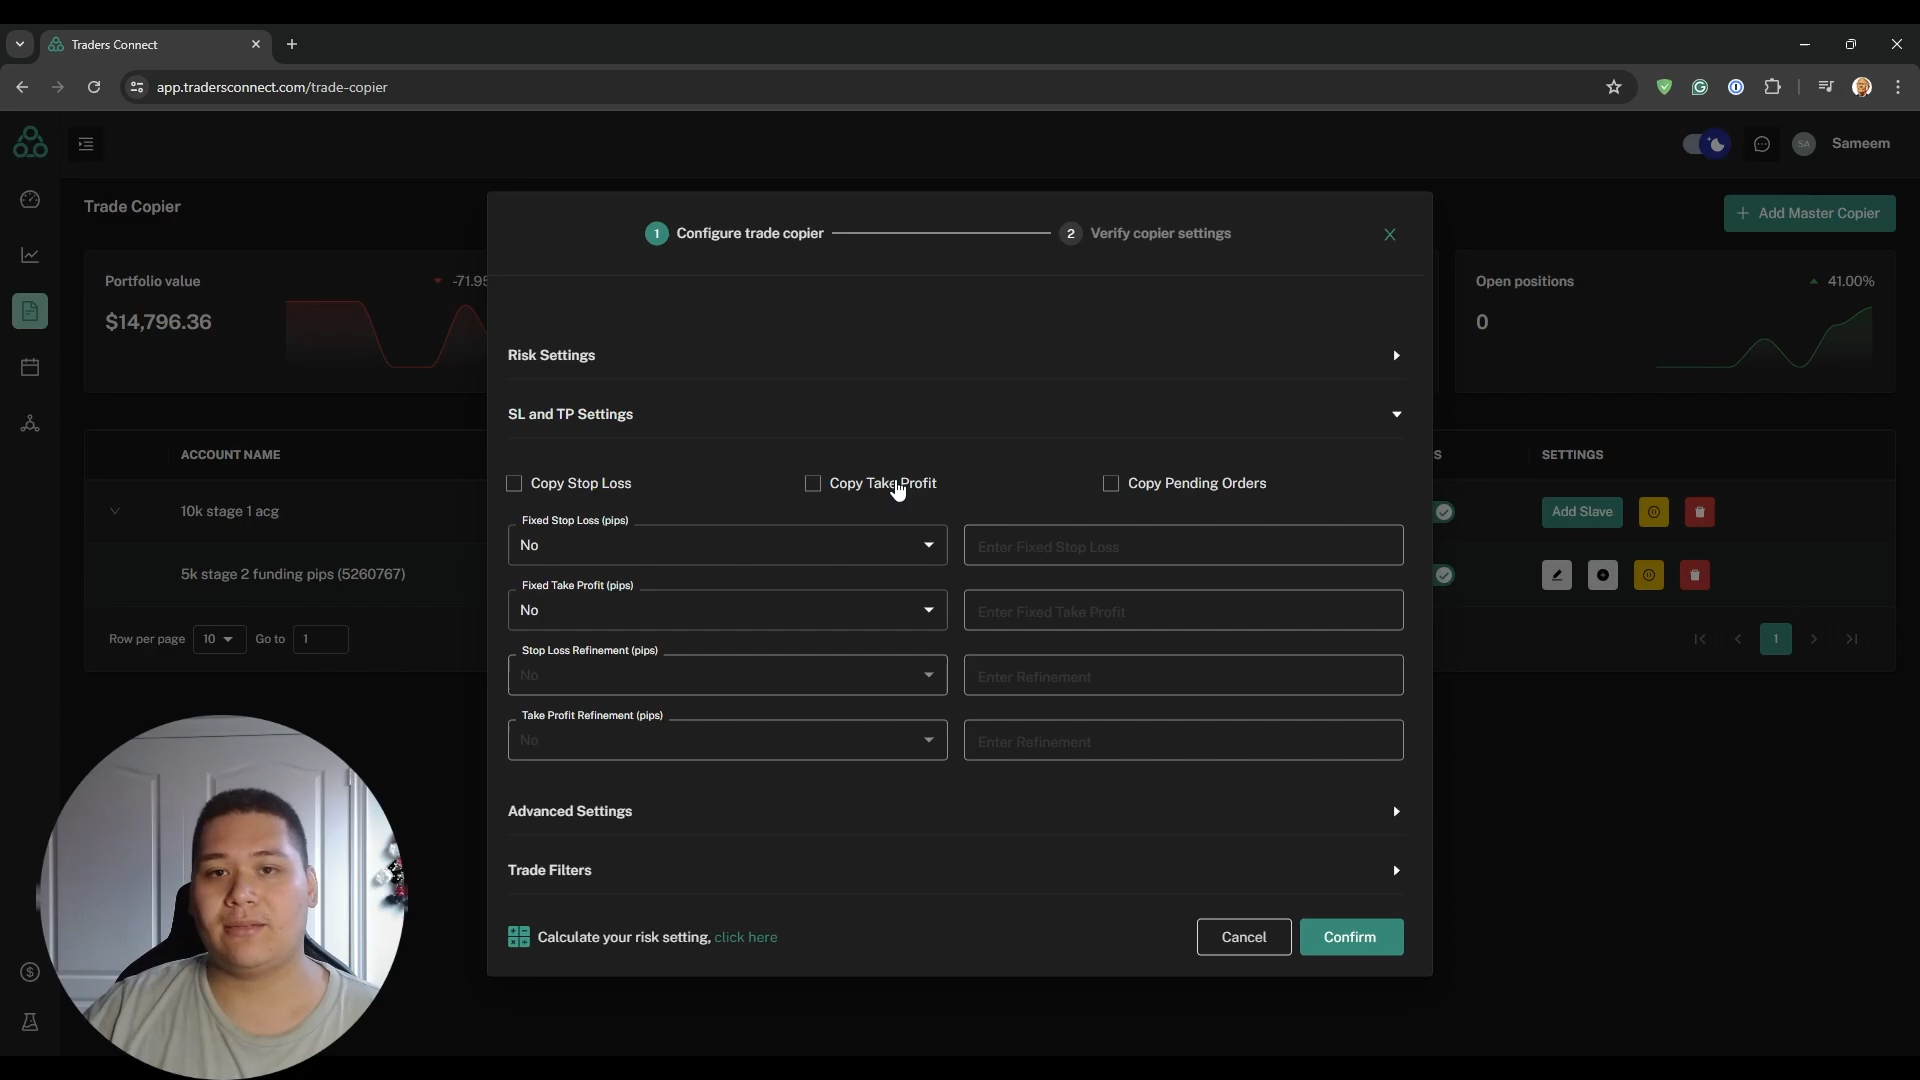 Traders Connect
app.tradersconnect.com/trade-copier
SA
Sameem
Trade Copier
Add Master Copier
1 Configure trade copier
2 Verify copier settings
Portfolio value
-71.95
$14,796.36
Open positions
41.00%
0
Risk Settings
SL and TP Settings
ACCOUNT NAME
S
SETTINGS
Copy Stop Loss
Copy Take Profit
Copy Pending Orders
10k stage 1 acg
Add Slave
Fixed Stop Loss (pips)
No
Enter Fixed Stop Loss
5k stage 2 funding pips (5260767)
Fixed Take Profit (pips)
No
Enter Fixed Take Profit
Row per page 10 Go to 1
1
Stop Loss Refinement (pips)
No
Enter Refinement
Take Profit Refinement (pips)
No
Enter Refinement
Advanced Settings
Trade Filters
Calculate your risk setting, click here
Cancel
Confirm